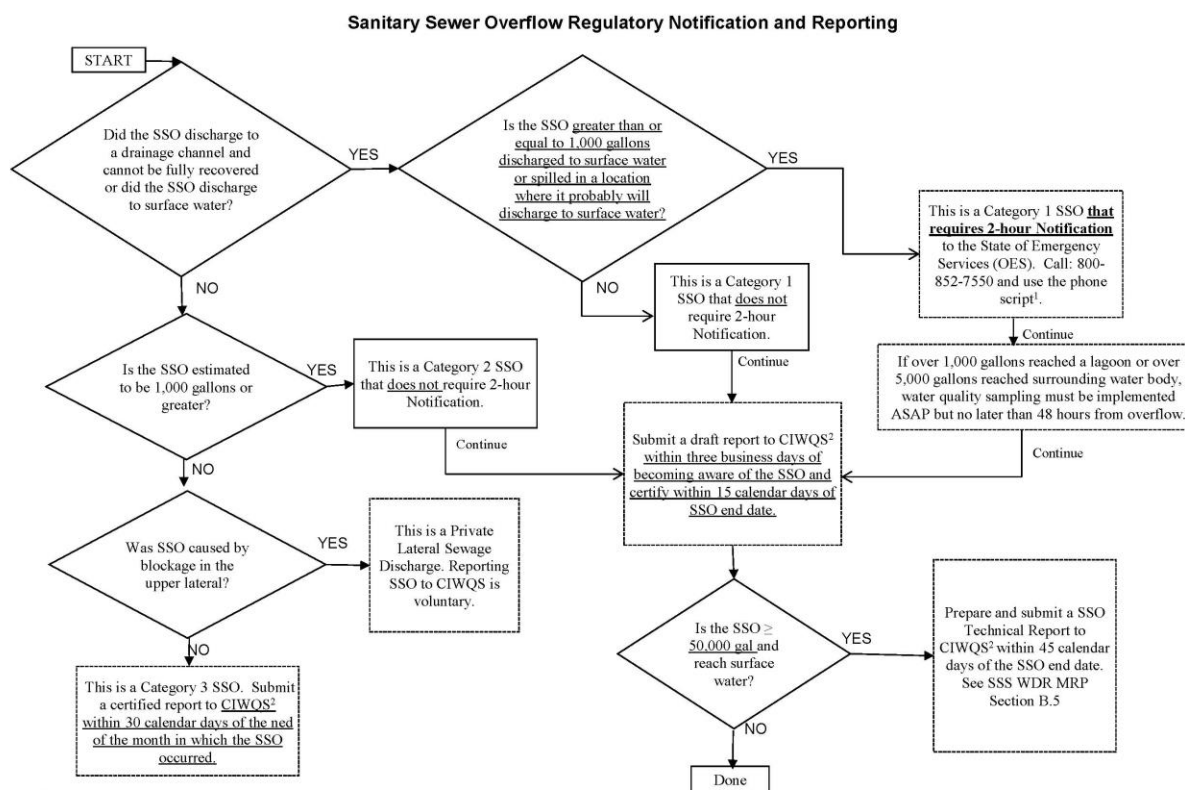 Sanitary Sewer Overflow Regulatory Notification and Reporting
START
Did the SSO discharge to
a drainage channel and
cannot be fully recovered
or did the SSO discharge
to surface water?
YES
Is the SSO greater than or
equal to 1,000 gallons
discharged to surface water
or spilled in a location
where it probably will
discharge to surface water?
YES
This is a Category 1 SSO that
requires 2-hour Notification
to the State of Emergency
Services (OES). Call: 800-
852-7550 and use the phone
script¹.
NO
This is a Category 1
SSO that does not
require 2-hour
Notification.
NO
Continue
Continue
If over 1,000 gallons reached a lagoon or over
5,000 gallons reached surrounding water body,
water quality sampling must be implemented
ASAP but no later than 48 hours from overflow.
Is the SSO estimated
to be 1,000 gallons or
greater?
YES
This is a Category 2 SSO
that does not require 2-hour
Notification.
Continue
Submit a draft report to CIWQS²
within three business days of
becoming aware of the SSO and
certify within 15 calendar days of
SSO end date.
Continue
NO
Was SSO caused by
blockage in the
upper lateral?
YES
This is a Private
Lateral Sewage
Discharge. Reporting
SSO to CIWQS is
voluntary.
Is the SSO ≥
50,000 gal and
reach surface
water?
YES
Prepare and submit a SSO
Technical Report to
CIWQS² within 45 calendar
days of the SSO end date.
See SSS WDR MRP
Section B.5
NO
This is a Category 3 SSO. Submit
a certified report to CIWQS²
within 30 calendar days of the ned
of the month in which the SSO
occurred.
NO
Done